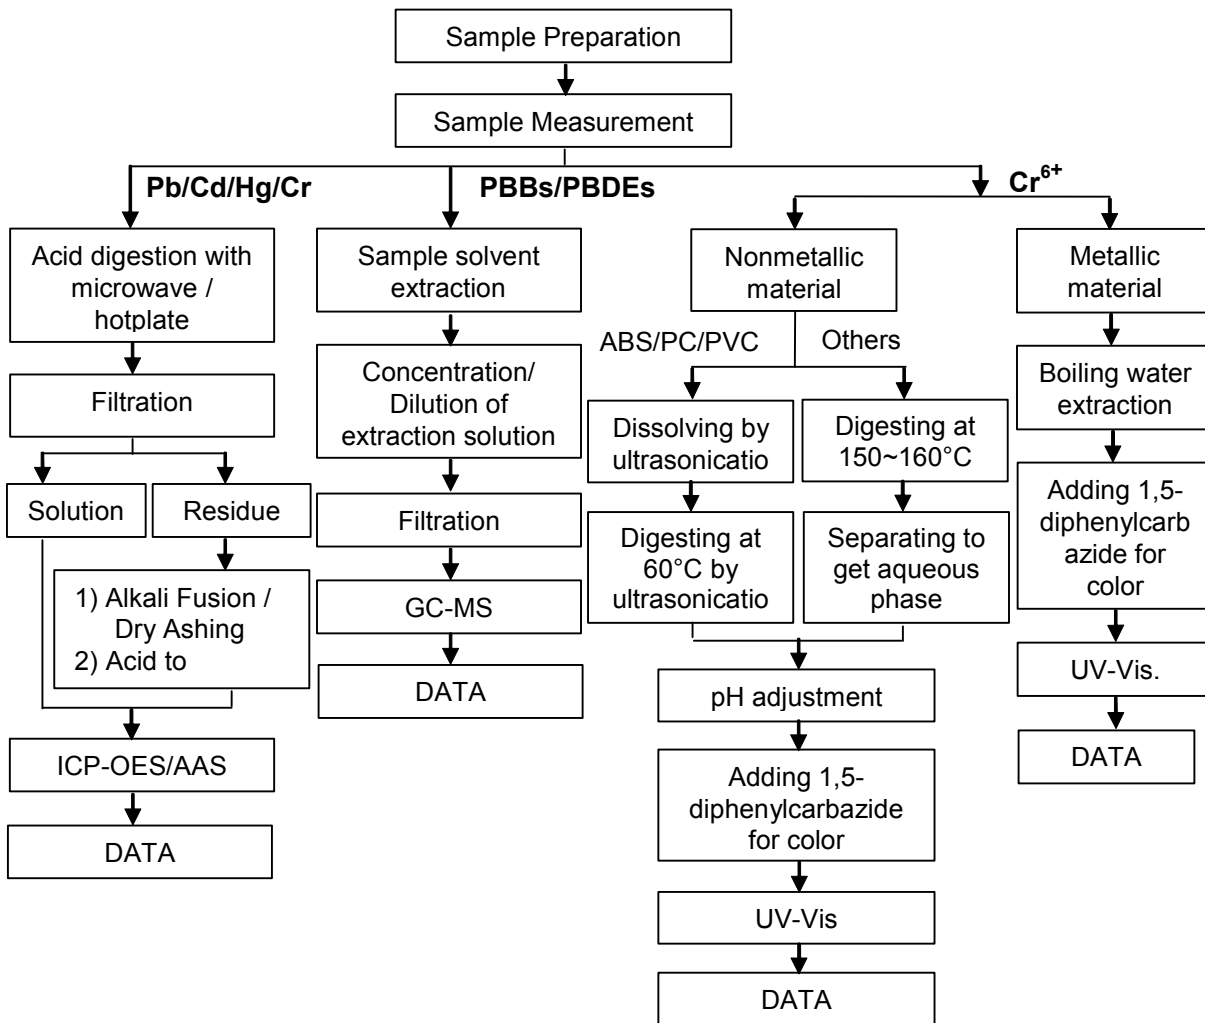 Sample Preparation
Sample Measurement
Pb/Cd/Hg/Cr
PBBs/PBDEs
Cr⁶⁺
Acid digestion with
microwave /
hotplate
Filtration
Solution
Residue
1) Alkali Fusion /
Dry Ashing
2) Acid to
ICP-OES/AAS
DATA
Sample solvent
extraction
Concentration/
Dilution of
extraction solution
Filtration
GC-MS
DATA
Nonmetallic
material
ABS/PC/PVC
Others
Dissolving by
ultrasonicatio
Digesting at
60°C by
ultrasonicatio
Digesting at
150~160°C
Separating to
get aqueous
phase
pH adjustment
Adding 1,5-
diphenylcarbazide
for color
UV-Vis
DATA
Metallic
material
Boiling water
extraction
Adding 1,5-
diphenylcarb
azide for
color
UV-Vis.
DATA